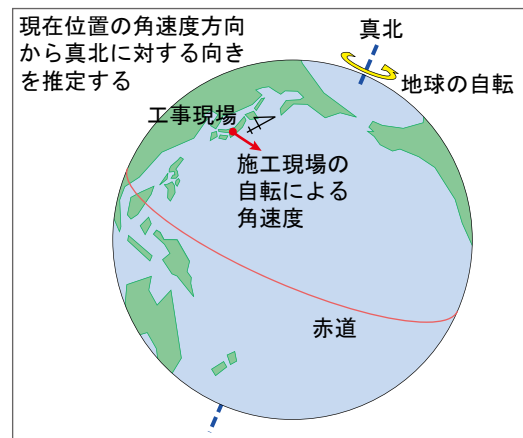 現在位置の角速度方向
から真北に対する向き
を推定する
真北
地球の自転
工事現場
施工現場の
自転による
角速度
赤道